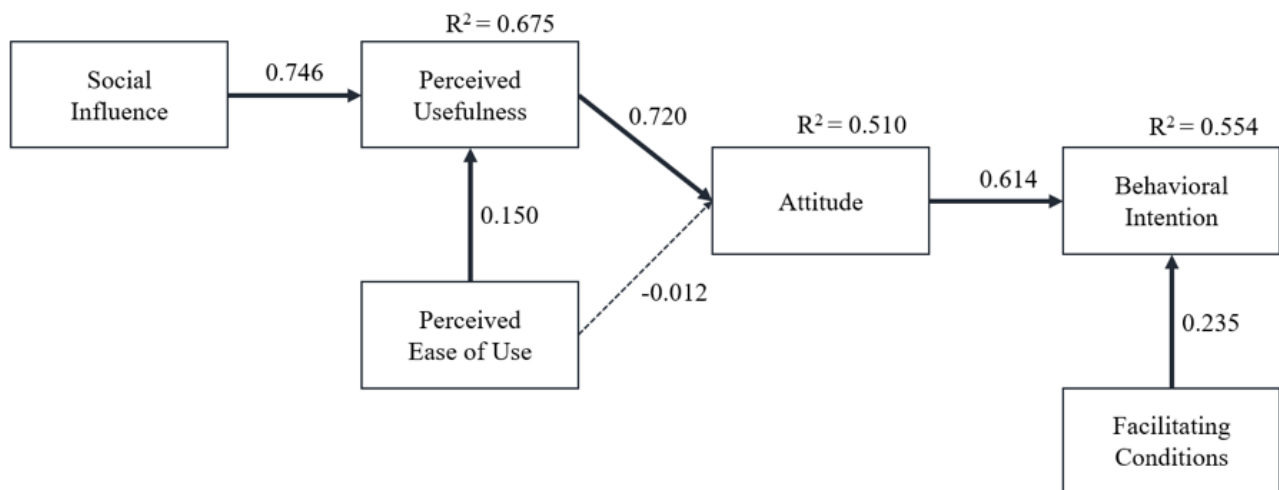 R² = 0.675
Social
Influence
0.746
Perceived
Usefulness
0.720
R² = 0.510
R² = 0.554
Attitude
0.614
Behavioral
Intention
0.150
-0.012
Perceived
Ease of Use
0.235
Facilitating
Conditions